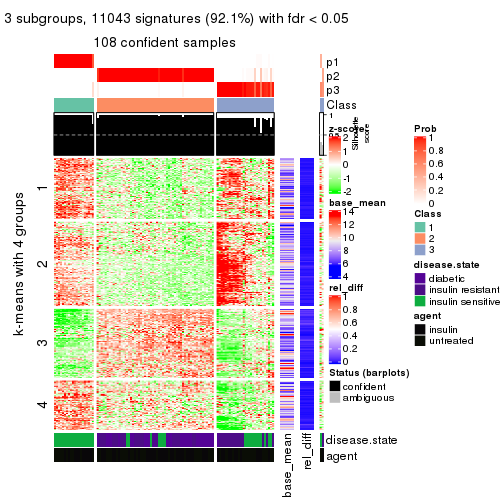 3 subgroups, 11043 signatures (92.1%) with fdr < 0.05
108 confident samples
p1
p2
p3
Class
1
0.5
Silhouette
score
k-means with 4 groups
1
2
3
4
disease.state
agent
base_mean
rel_diff
z-score
2
1
0
-1
-2
base_mean
14
12
10
8
6
4
rel_diff
1
0.8
0.6
0.4
0.2
0
Status (barplots)
confident
ambiguous
Prob
1
0.8
0.6
0.4
0.2
0
Class
1
2
3
disease.state
diabetic
insulin resistant
insulin sensitive
agent
insulin
untreated